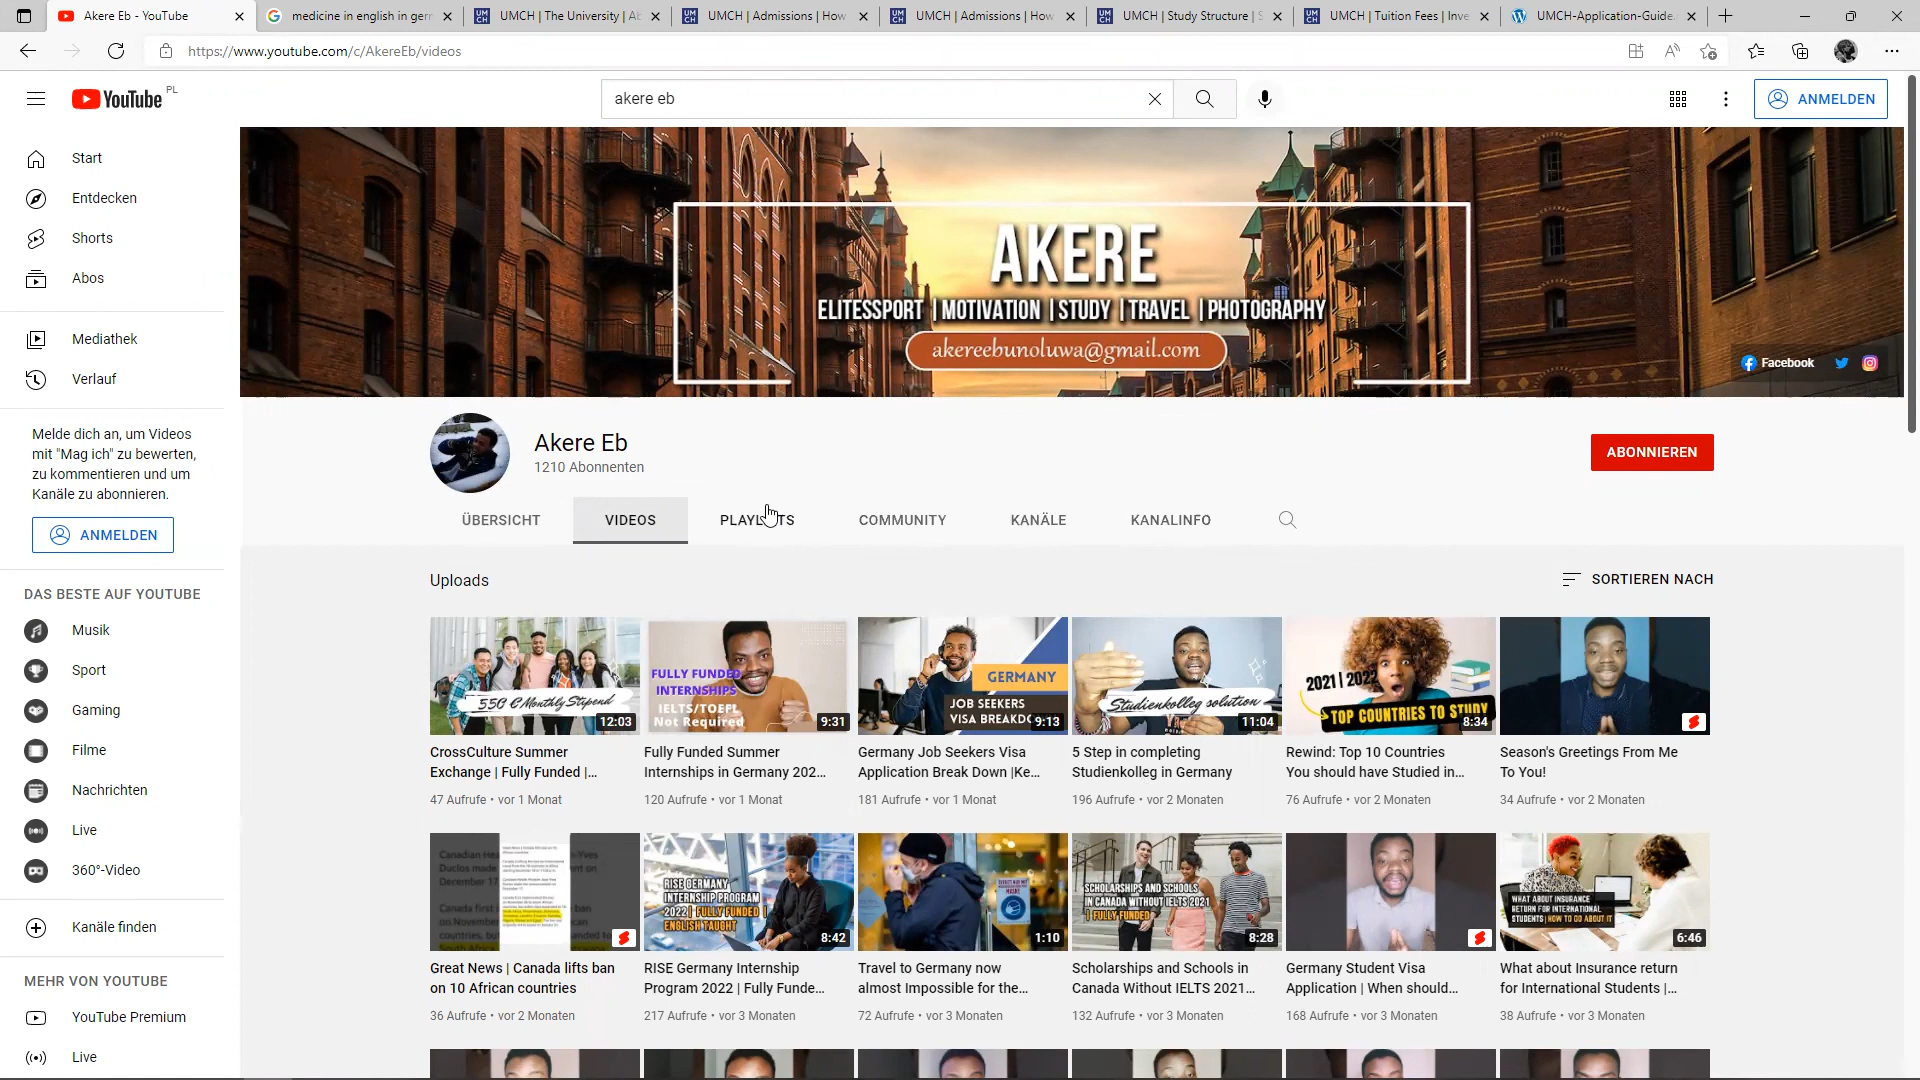 Akere Eb - YouTube
medicine in english in germ
UMCH | The University | Ab
UMCH | Admissions | How
UMCH | Admissions | How
UMCH | Study Structure | S
UMCH | Tuition Fees | Inve
UMCH-Application-Guide.
https://www.youtube.com/c/AkereEb/videos
YouTube PL
akere eb
ANMELDEN
Start
Entdecken
Shorts
Abos
Mediathek
Verlauf
Melde dich an, um Videos
mit "Mag ich" zu bewerten,
zu kommentieren und um
Kanäle zu abonnieren.
ANMELDEN
DAS BESTE AUF YOUTUBE
Musik
Sport
Gaming
Filme
Nachrichten
Live
360°-Video
Kanäle finden
MEHR VON YOUTUBE
YouTube Premium
Live
AKERE
ELITESSPORT | MOTIVATION | STUDY | TRAVEL | PHOTOGRAPHY
akereebunoluwa@gmail.com
Facebook
Akere Eb
1210 Abonnenten
ABONNIEREN
ÜBERSICHT
VIDEOS
PLAYLISTS
COMMUNITY
KANÄLE
KANALINFO
Uploads
SORTIEREN NACH
550 € Monthly Stipend
12:03
CrossCulture Summer
Exchange | Fully Funded |...
47 Aufrufe • vor 1 Monat
FULLY FUNDED
INTERNSHIPS
IELTS/TOEFL
Not Required
9:31
Fully Funded Summer
Internships in Germany 202...
120 Aufrufe • vor 1 Monat
GERMANY
JOB SEEKERS
VISA BREAKDO
9:13
Germany Job Seekers Visa
Application Break Down |Ke...
181 Aufrufe • vor 1 Monat
Studienkolleg solution
11:04
5 Step in completing
Studienkolleg in Germany
196 Aufrufe • vor 2 Monaten
2021 | 2022
TOP COUNTRIES TO STUDY
8:34
Rewind: Top 10 Countries
You should have Studied in...
76 Aufrufe • vor 2 Monaten
Season's Greetings From Me
To You!
34 Aufrufe • vor 2 Monaten
Great News | Canada lifts ban
on 10 African countries
36 Aufrufe • vor 2 Monaten
RISE GERMANY
INTERNSHIP PROGRAM
2022 | FULLY FUNDED |
ENGLISH TAUGHT
8:42
RISE Germany Internship
Program 2022 | Fully Funde...
217 Aufrufe • vor 3 Monaten
1:10
Travel to Germany now
almost Impossible for the...
72 Aufrufe • vor 3 Monaten
SCHOLARSHIPS AND SCHOOLS
IN CANADA WITHOUT IELTS 2021
| FULLY FUNDED
8:28
Scholarships and Schools in
Canada Without IELTS 2021...
132 Aufrufe • vor 3 Monaten
Germany Student Visa
Application | When should...
168 Aufrufe • vor 3 Monaten
WHAT ABOUT INSURANCE
RETURN FOR INTERNATIONAL
STUDENTS | HOW TO GO ABOUT IT
6:46
What about Insurance return
for International Students |...
38 Aufrufe • vor 3 Monaten